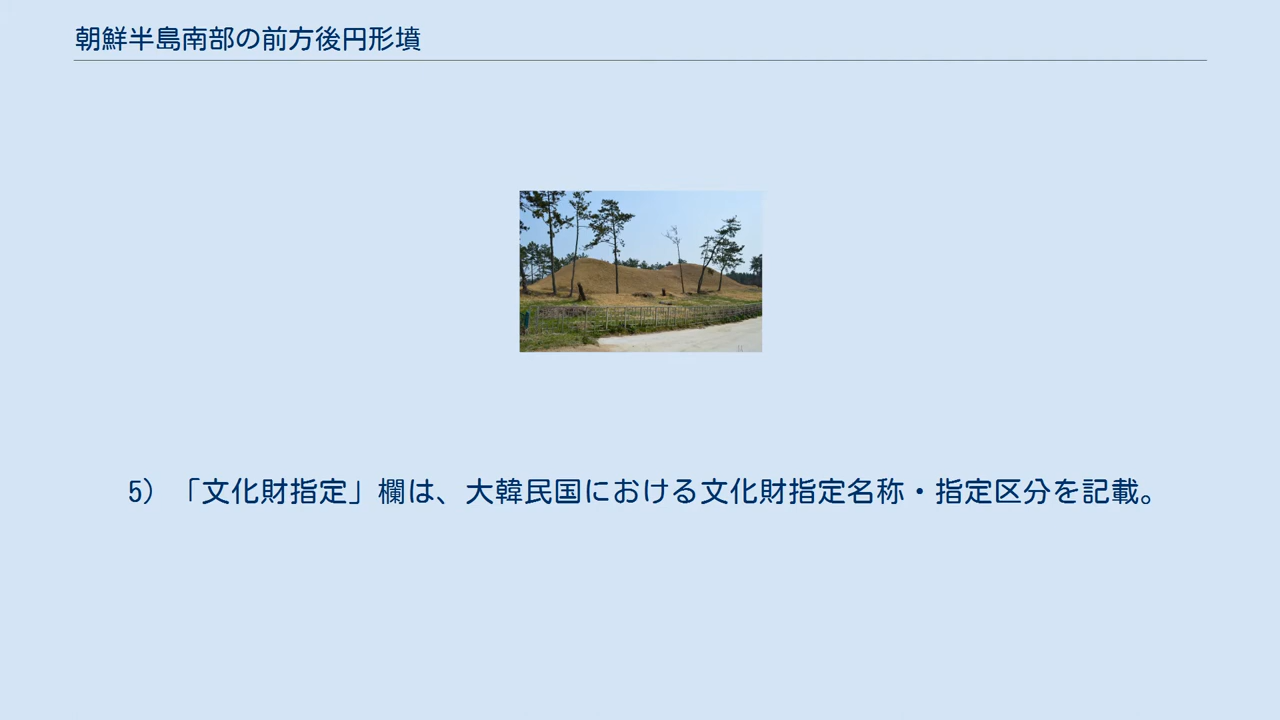 朝鮮半島南部の前方後円形墳
5）「文化財指定」欄は、大韓民国における文化財指定名称・指定区分を記載。